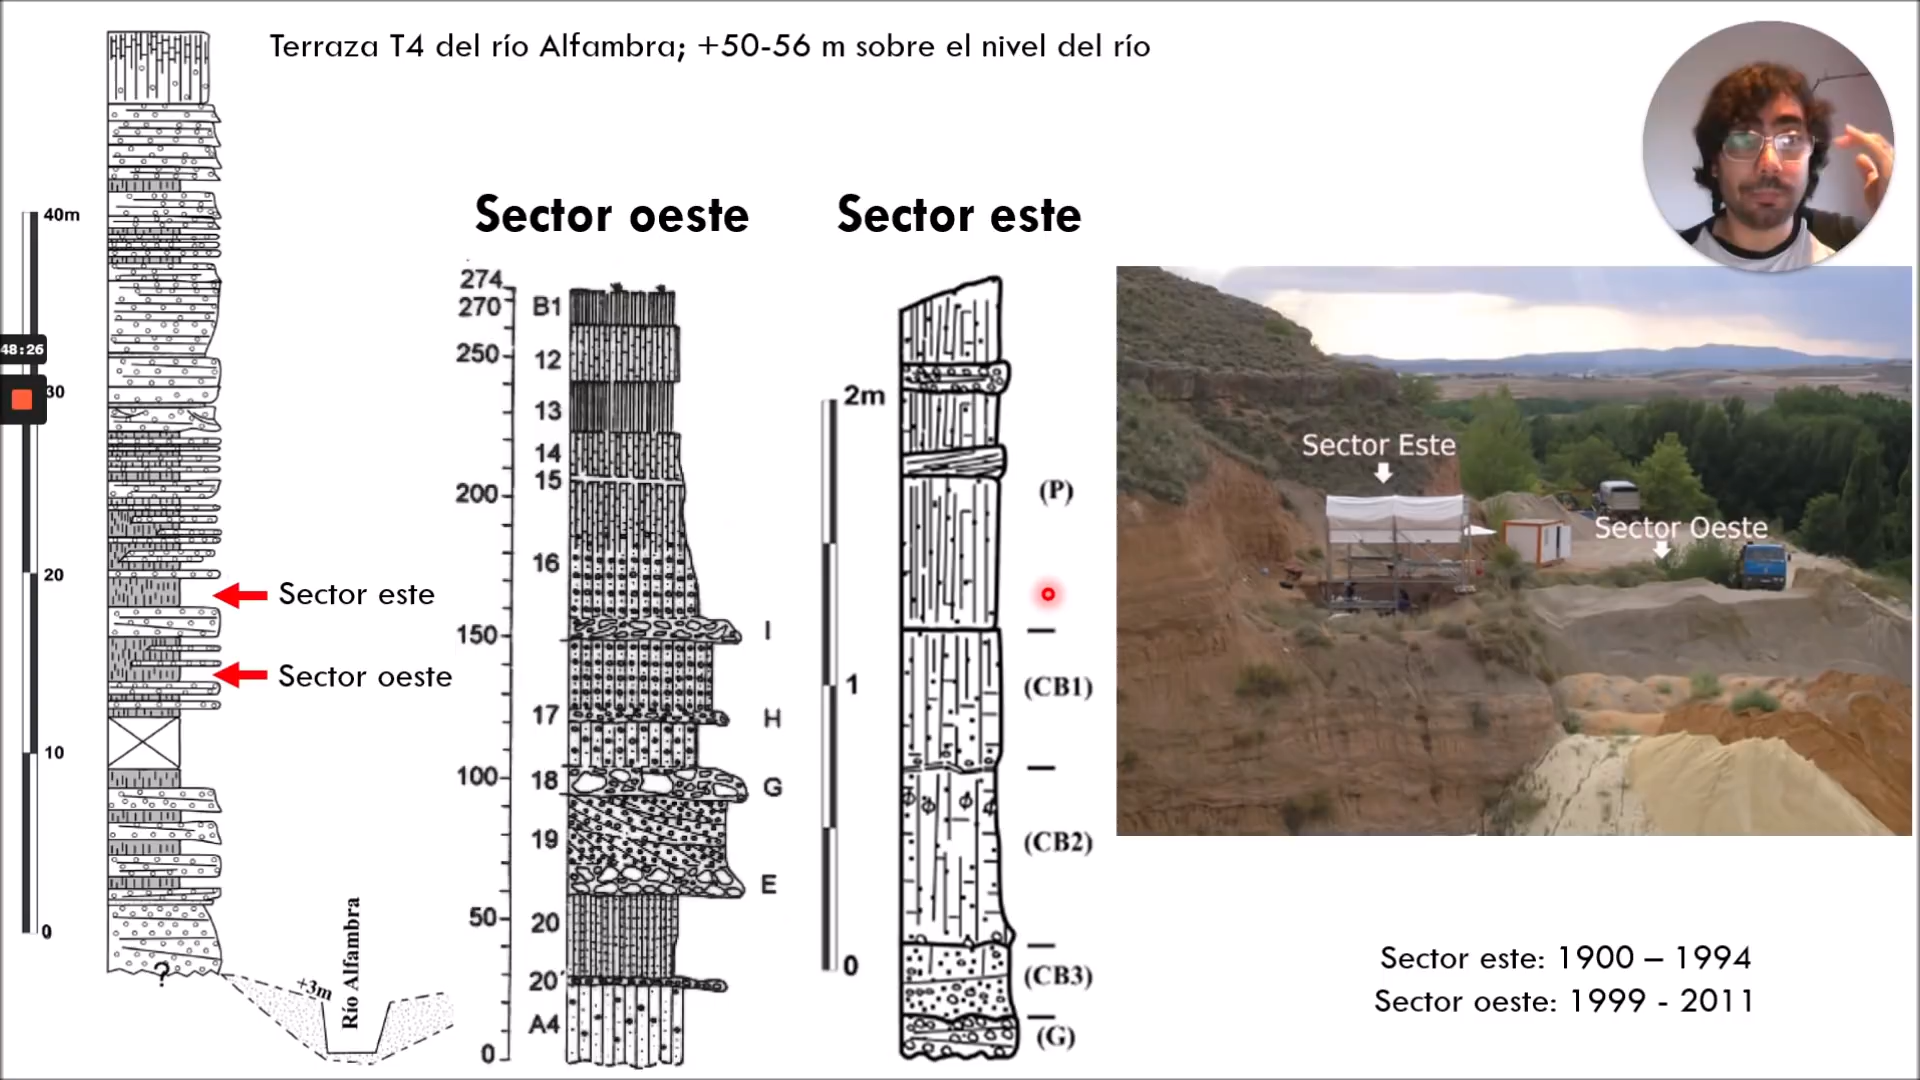 Terraza T4 del río Alfambra; +50-56 m sobre el nivel del río
40m
30
20
10
0
48:26
Sector este
Sector oeste
?
+3m
Río Alfambra
Sector oeste
274
270
250
200
150
100
50
0
B1
12
13
14
15
16
17
18
19
20
20´
A4
I
H
G
E
Sector este
2m
1
0
(P)
(CB1)
(CB2)
(CB3)
(G)
Sector Este
Sector Oeste
Sector este: 1900 – 1994
Sector oeste: 1999 - 2011